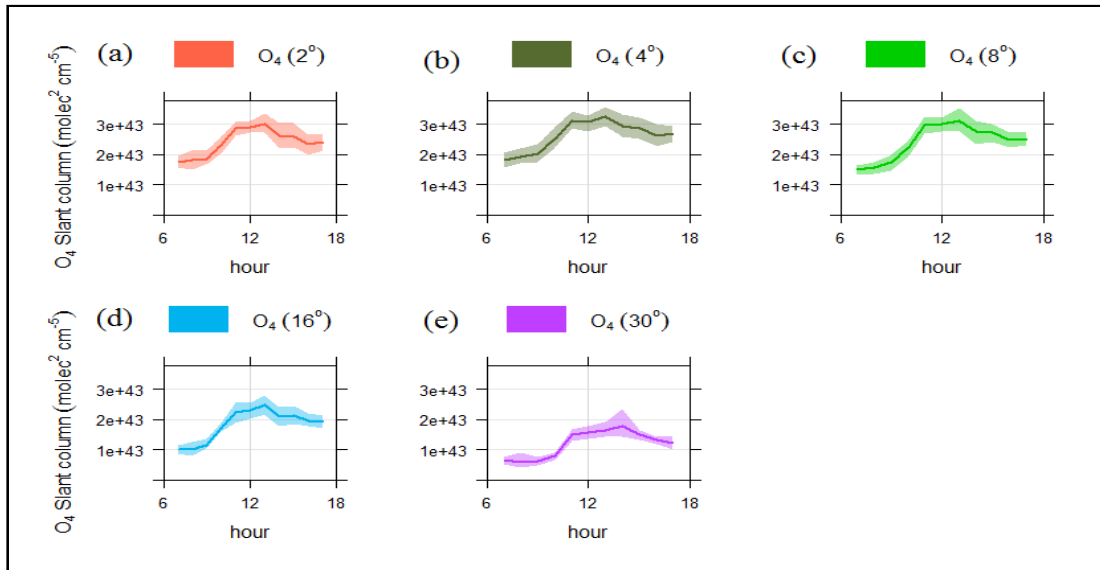 (a) O₄ (2°)
(b) O₄ (4°)
(c) O₄ (8°)
O₄ Slant column (molec² cm⁻⁵)
3e+43
2e+43
1e+43
6 12 18
hour
3e+43
2e+43
1e+43
6 12 18
hour
3e+43
2e+43
1e+43
6 12 18
hour
(d) O₄ (16°)
(e) O₄ (30°)
O₄ Slant column (molec² cm⁻⁵)
3e+43
2e+43
1e+43
6 12 18
hour
3e+43
2e+43
1e+43
6 12 18
hour